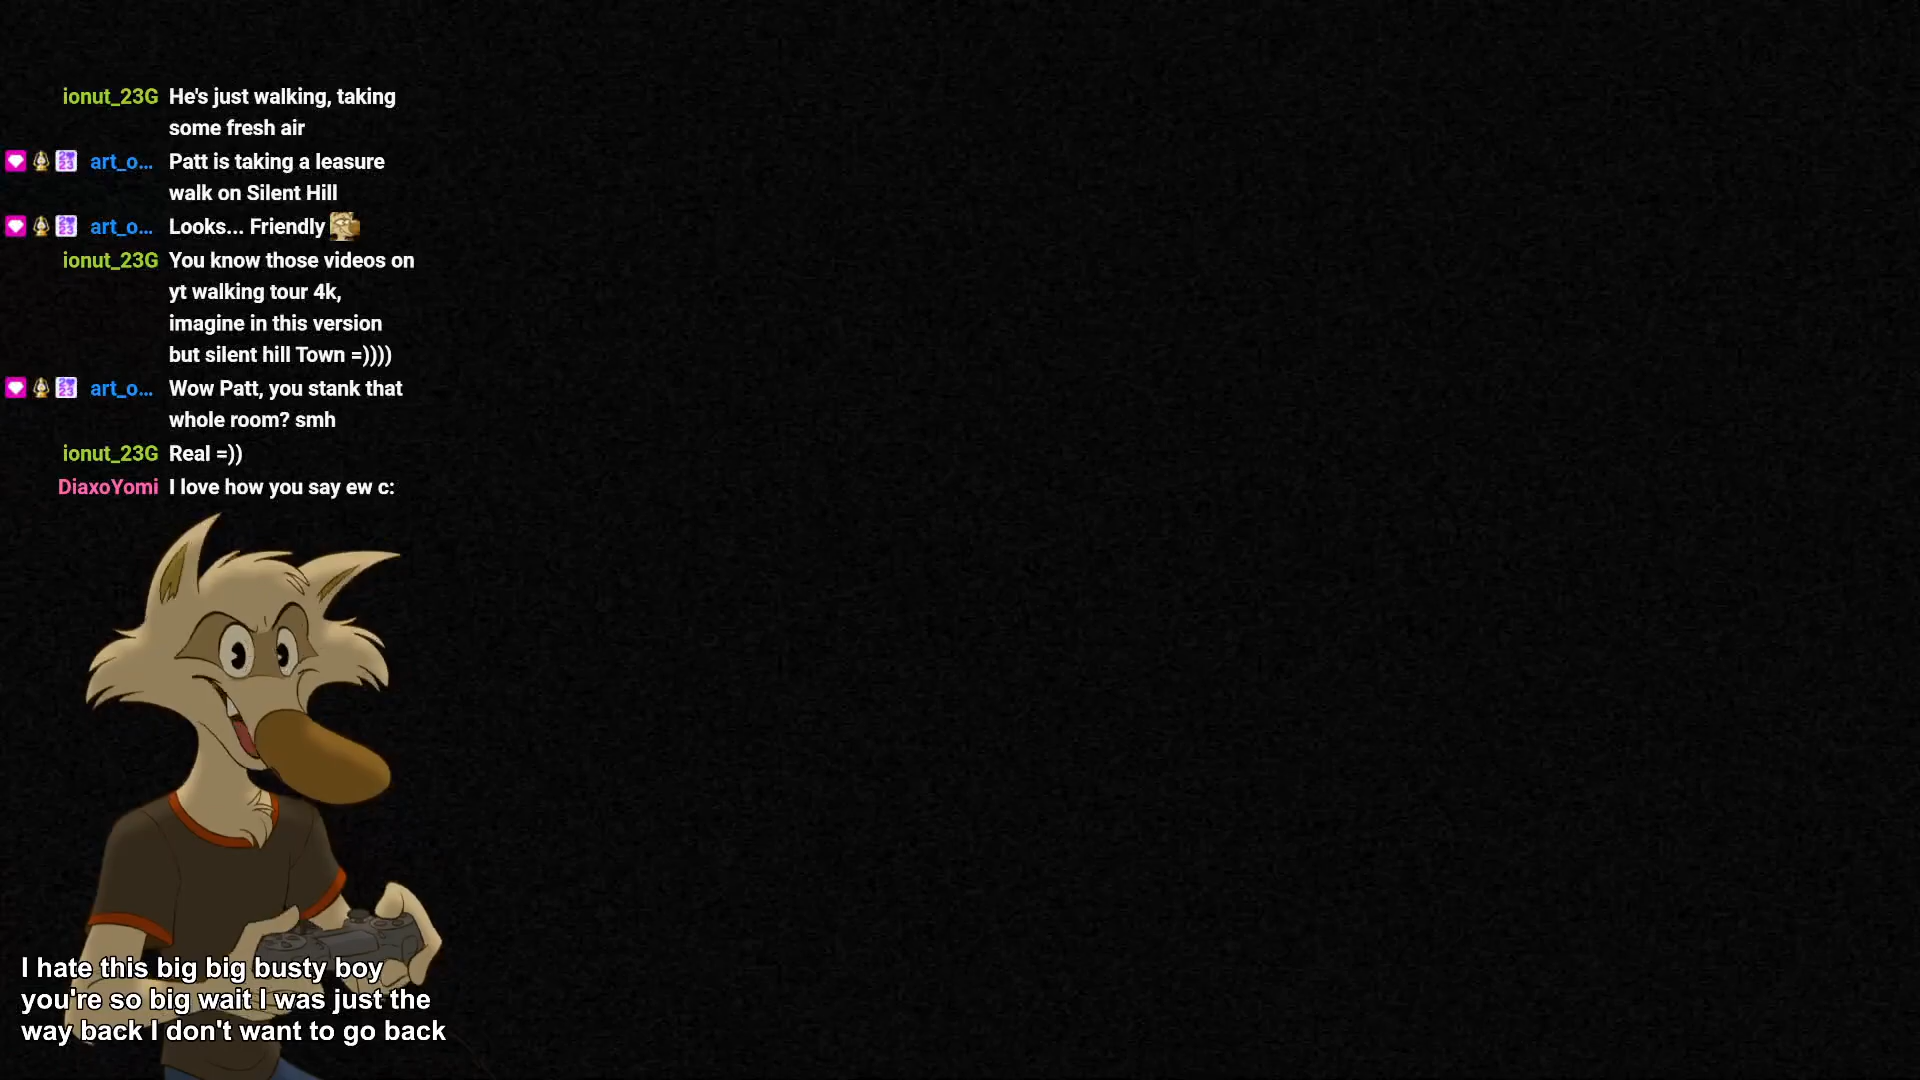 ionut_23G He's just walking, taking
some fresh air
art_o... Patt is taking a leasure
walk on Silent Hill
art_o... Looks... Friendly
ionut_23G You know those videos on
yt walking tour 4k,
imagine in this version
but silent hill Town =))))
art_o... Wow Patt, you stank that
whole room? smh
ionut_23G Real =))
DiaxoYomi I love how you say ew c:
I hate this big big busty boy
you're so big wait I was just the
way back I don't want to go back